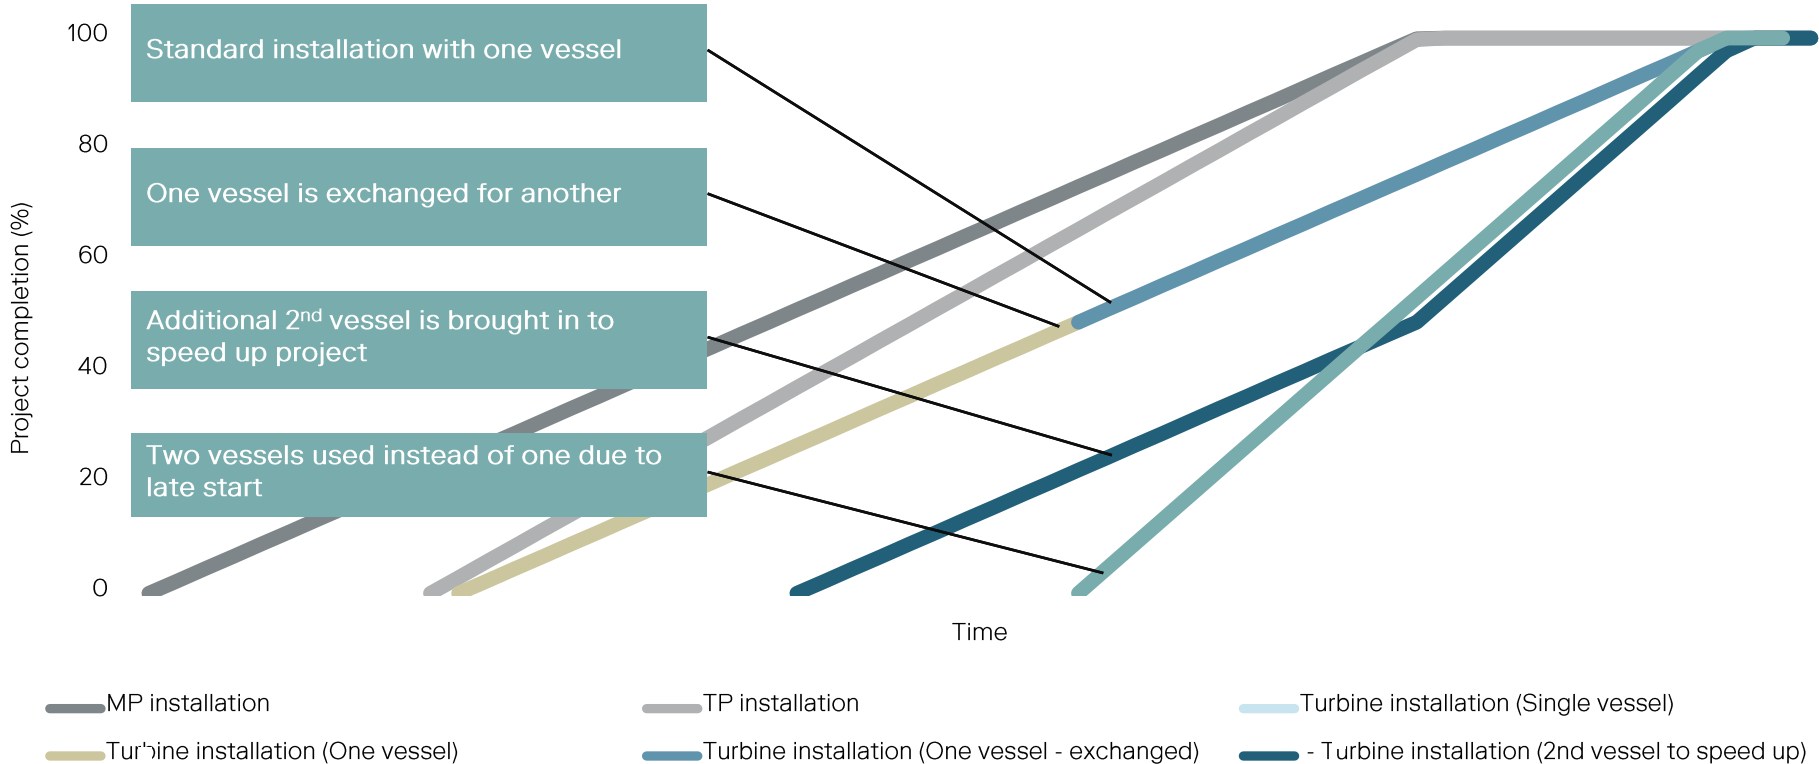 100
80
60
40
20
0
Project completion (%)
Standard installation with one vessel
One vessel is exchanged for another
Additional 2nd vessel is brought in to
speed up project
Two vessels used instead of one due to
late start
Time
MP installation
TP installation
Turbine installation (Single vessel)
Turbine installation (One vessel)
Turbine installation (One vessel - exchanged)
- Turbine installation (2nd vessel to speed up)